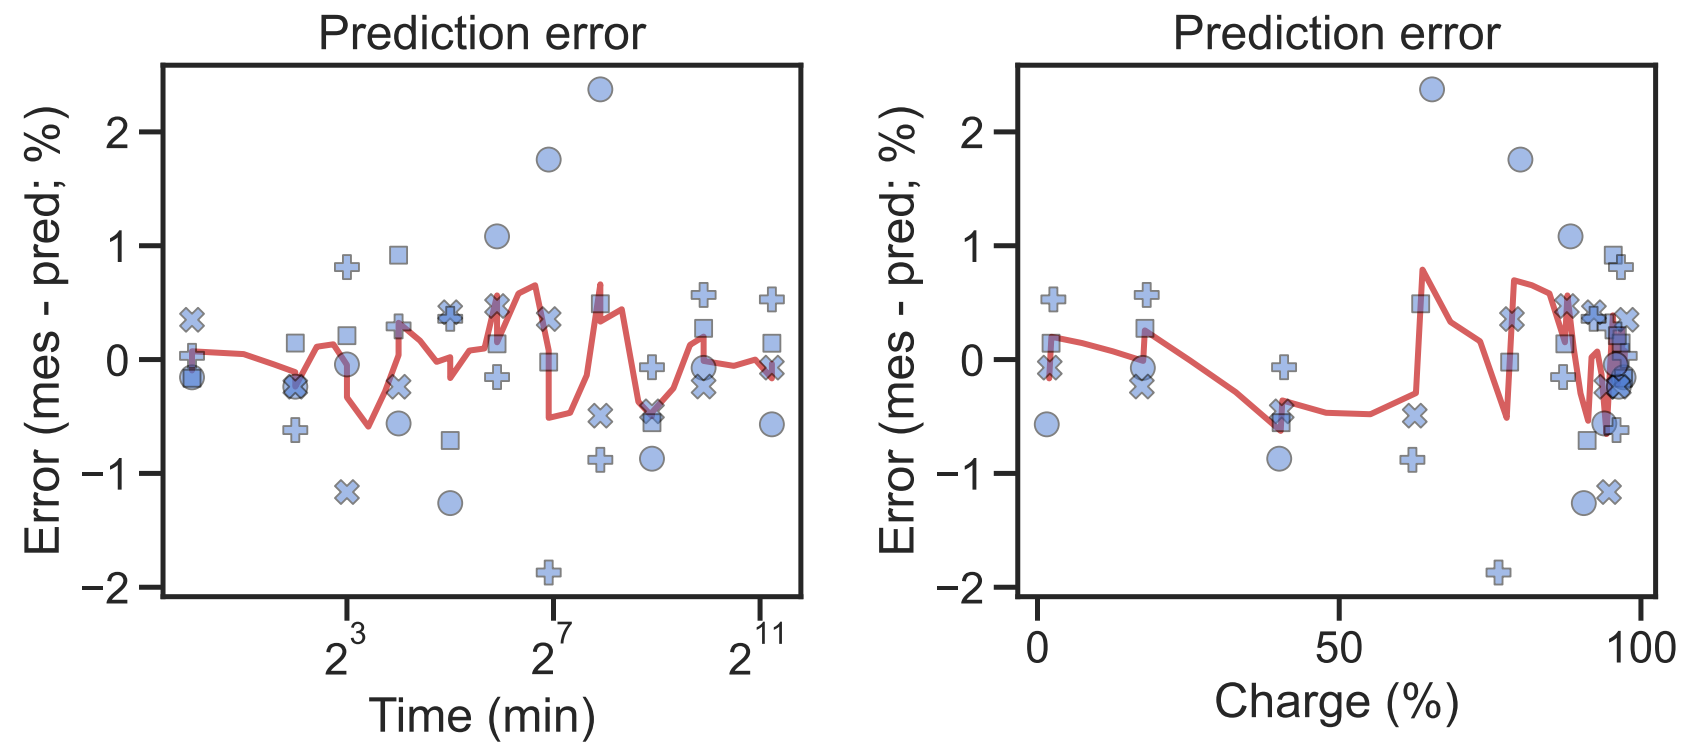 Prediction error
Error (mes - pred; %)
2
1
0
−1
−2
2^3
2^7
2^11
Time (min)
Prediction error
Error (mes - pred; %)
2
1
0
−1
−2
0
50
100
Charge (%)